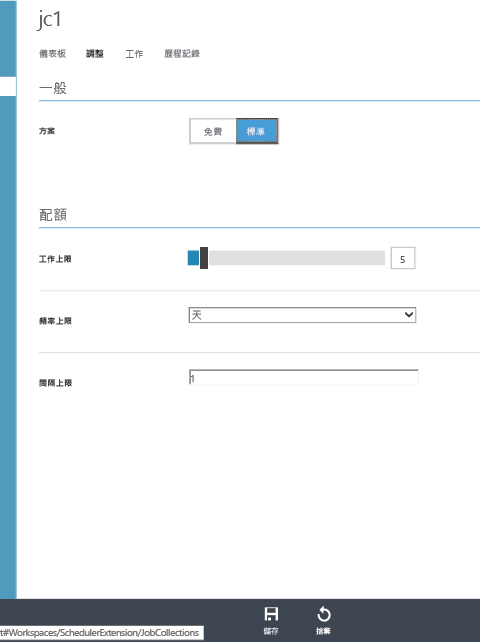 jc1
儀表板 調整 工作 歷程記錄
一般
方案 免費 標準
配額
工作上限 5
頻率上限 天
間隔上限 1
儲存 捨棄
t#Workspaces/SchedulerExtension/JobCollections